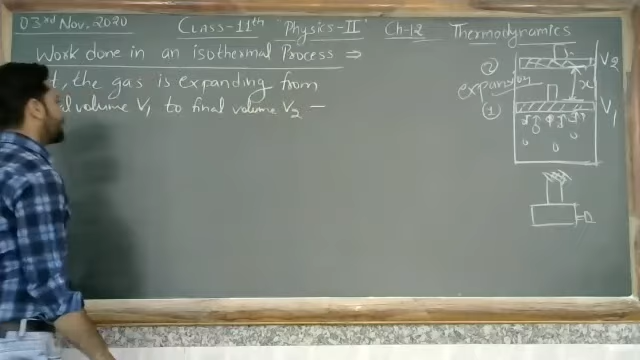 03rd Nov. 2020 CLASS-11th "Physics-II" Ch-12 Thermodynamics
Work done in an isothermal Process ⇒
, the gas is expanding from
volume V1 to final volume V2 –
② V2
expansion x
① V1